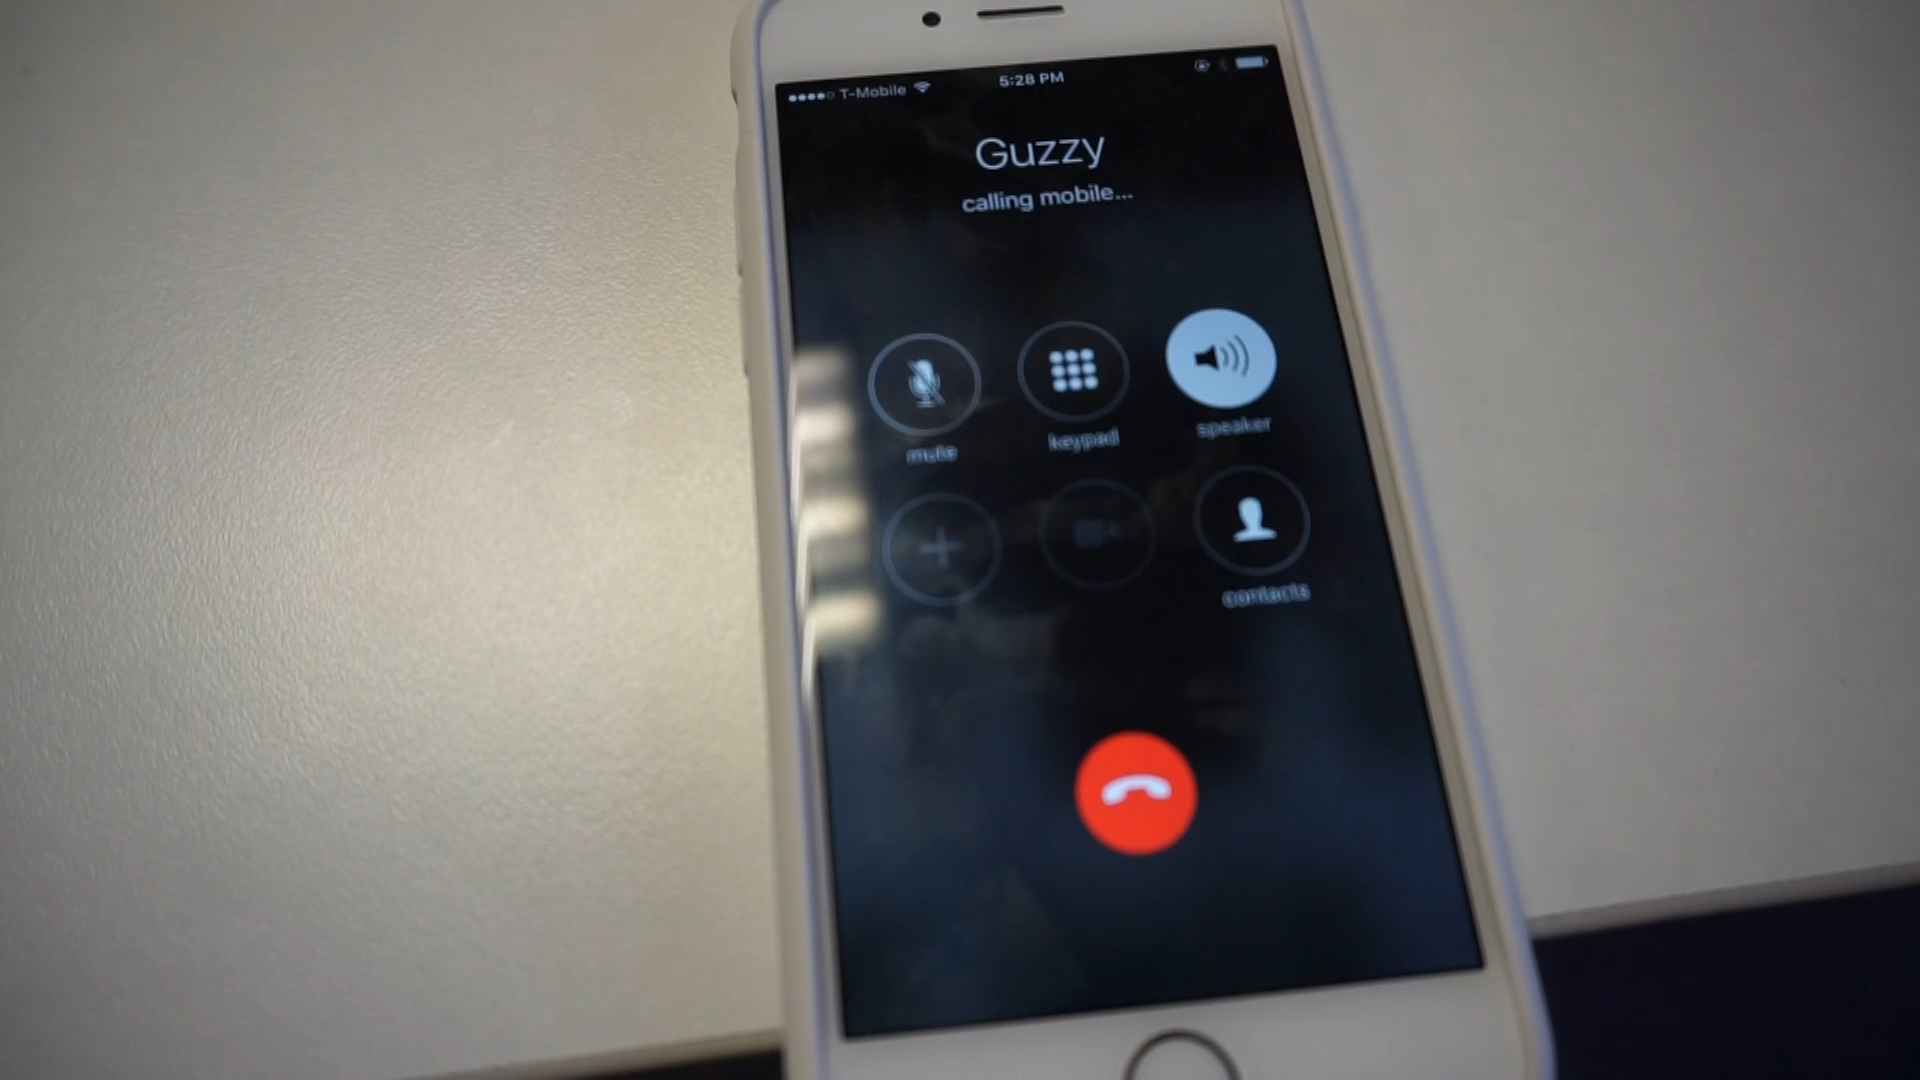 T-Mobile 5:28 PM
Guzzy
calling mobile...
mute keypad speaker
contacts